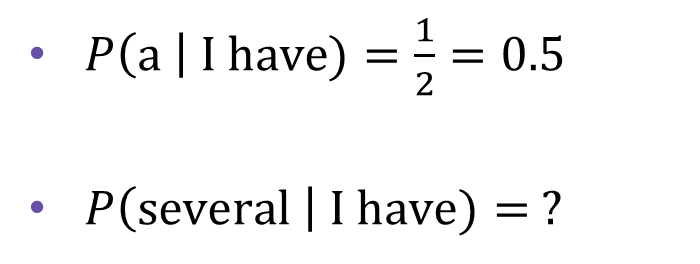 • P(a | I have) = 1/2 = 0.5
• P(several | I have) = ?